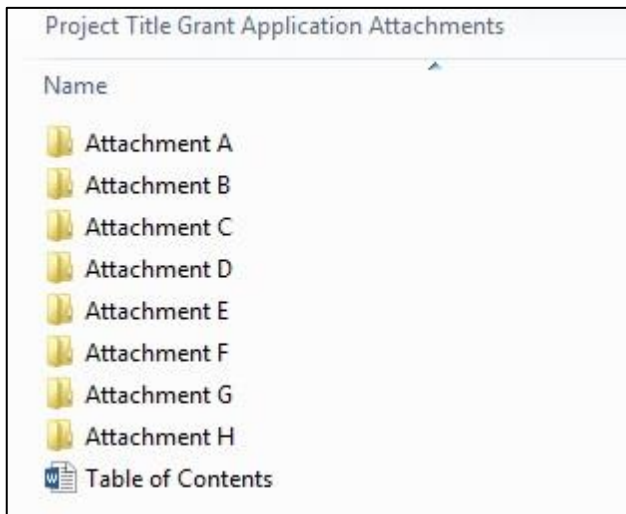 Project Title Grant Application Attachments
Name
Attachment A
Attachment B
Attachment C
Attachment D
Attachment E
Attachment F
Attachment G
Attachment H
Table of Contents